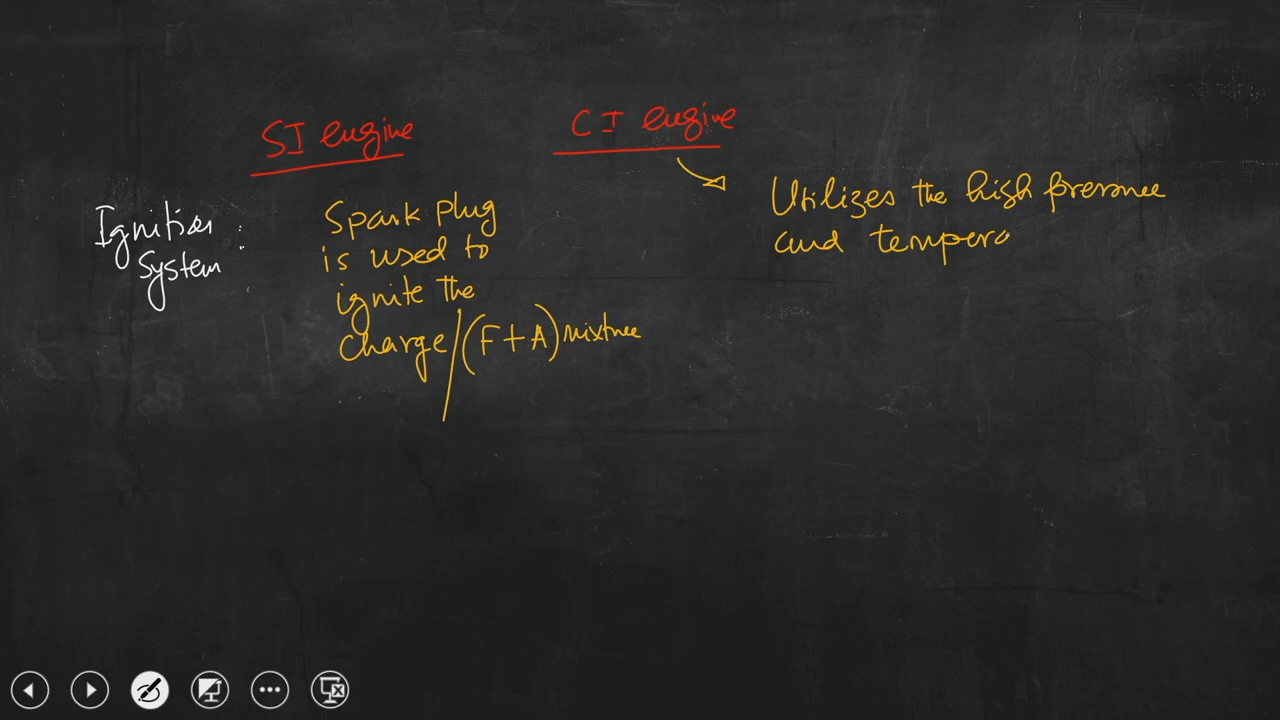 SI engine
CI engine
Ignition :
System
Spark plug
is used to
ignite the
charge/(F+A) mixture
Utilizes the high pressure
and tempera